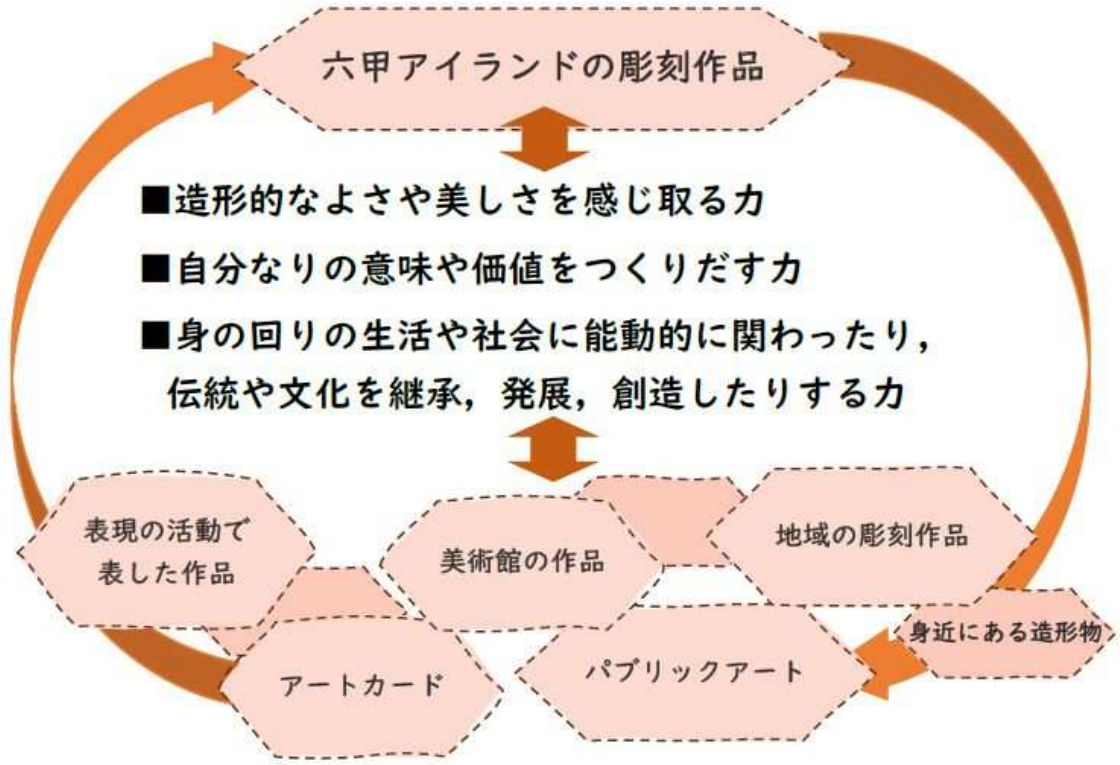 六甲アイランドの彫刻作品
■造形的なよさや美しさを感じ取る力
■自分なりの意味や価値をつくりだす力
■身の回りの生活や社会に能動的に関わったり,
伝統や文化を継承,発展,創造したりする力
表現の活動で
表した作品
美術館の作品
地域の彫刻作品
アートカード
パブリックアート
身近にある造形物